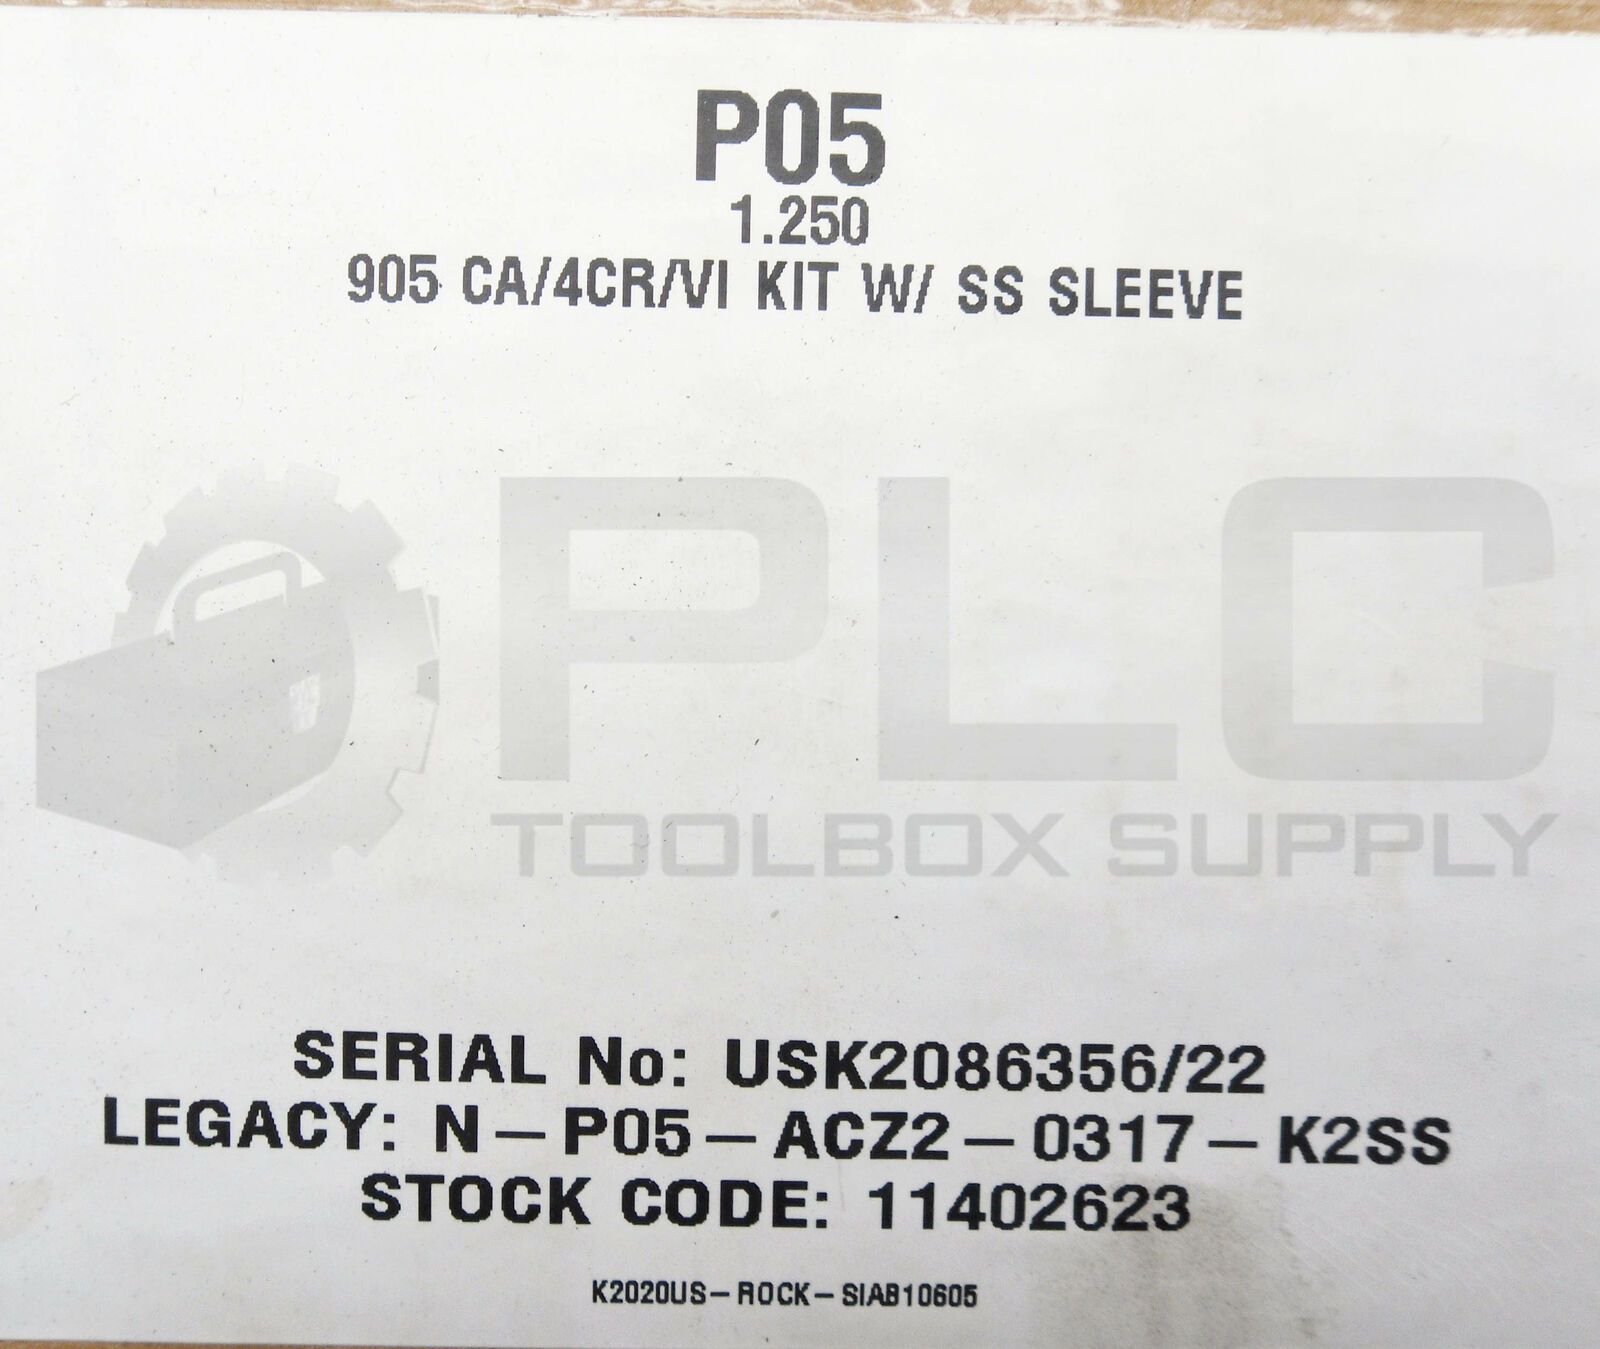 P05
1.250
905 CA/4CR/VI KIT W/ SS SLEEVE
PLC
TOOLBOX SUPPLY
SERIAL No: USK2086356/22
LEGACY: N-P05-ACZ2-0317-K2SS
STOCK CODE: 11402623
K2020US-ROCK-SIAB10605